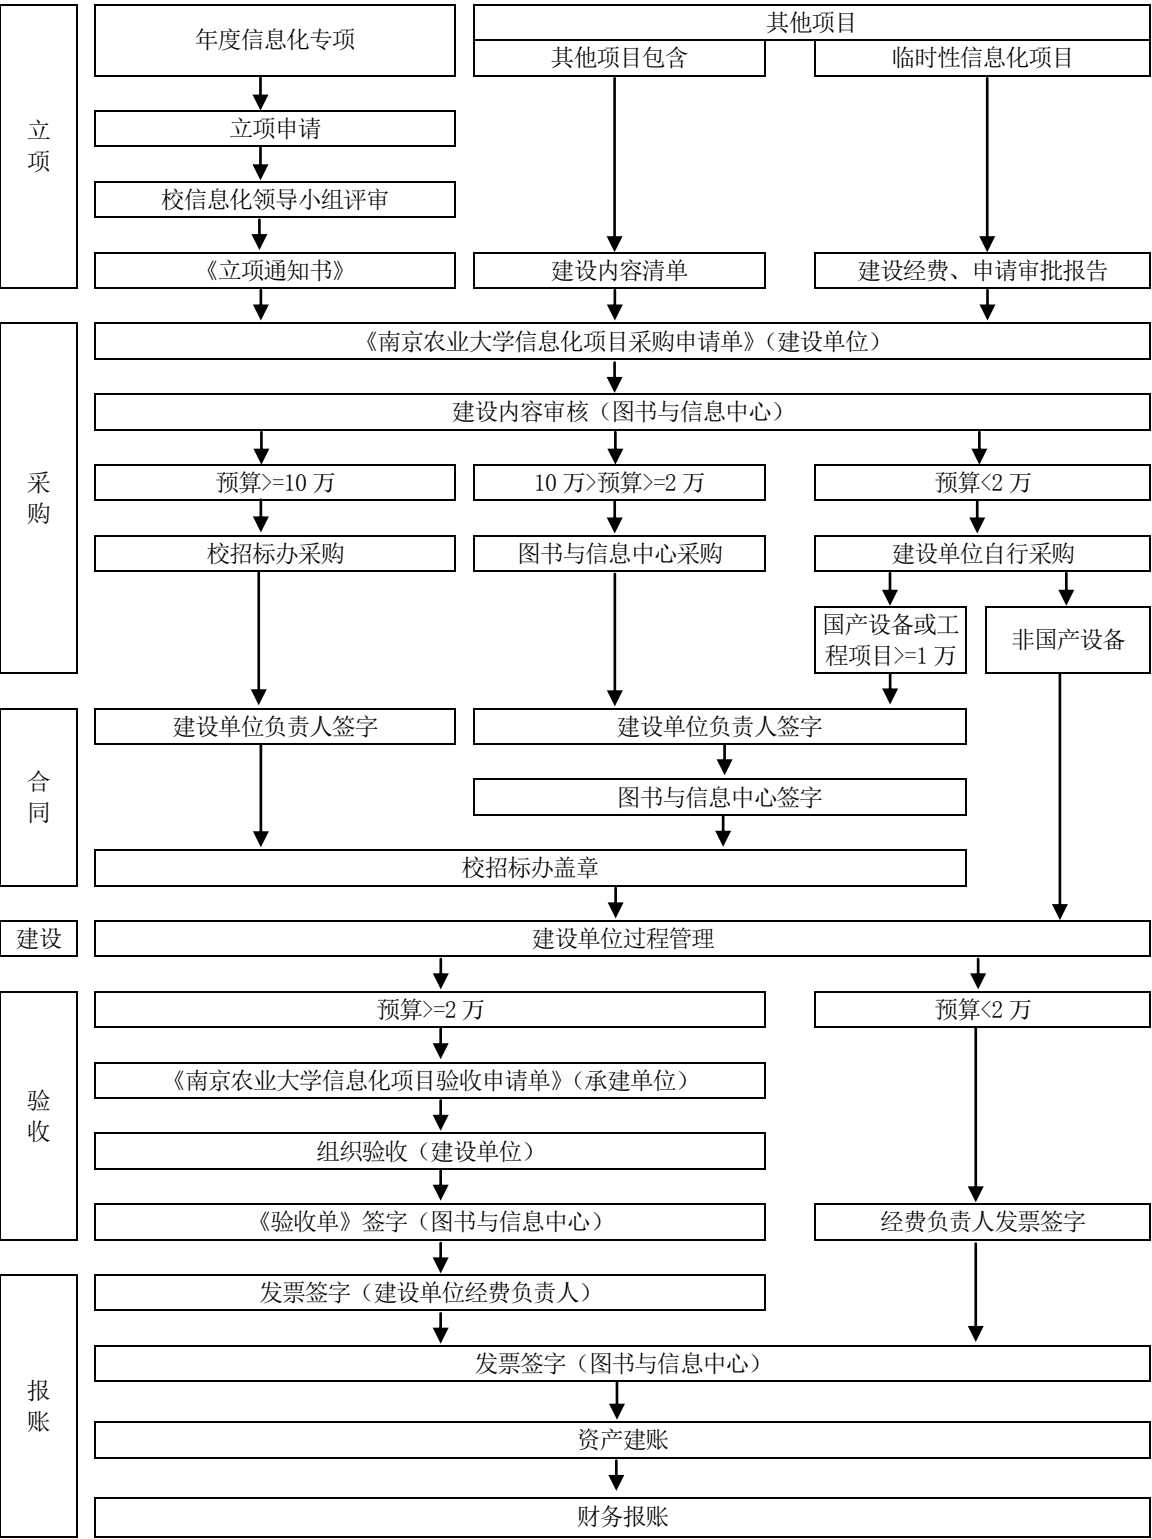 立
项
年度信息化专项
其他项目
其他项目包含
临时性信息化项目
立项申请
校信息化领导小组评审
《立项通知书》
建设内容清单
建设经费、申请审批报告
采
购
《南京农业大学信息化项目采购申请单》（建设单位）
建设内容审核（图书与信息中心）
预算>=10 万
10 万>预算>=2 万
预算<2 万
校招标办采购
图书与信息中心采购
建设单位自行采购
国产设备或工
程项目>=1 万
非国产设备
合
同
建设单位负责人签字
建设单位负责人签字
图书与信息中心签字
校招标办盖章
建设
建设单位过程管理
验
收
预算>=2 万
预算<2 万
《南京农业大学信息化项目验收申请单》（承建单位）
组织验收（建设单位）
《验收单》签字（图书与信息中心）
经费负责人发票签字
报
账
发票签字（建设单位经费负责人）
发票签字（图书与信息中心）
资产建账
财务报账